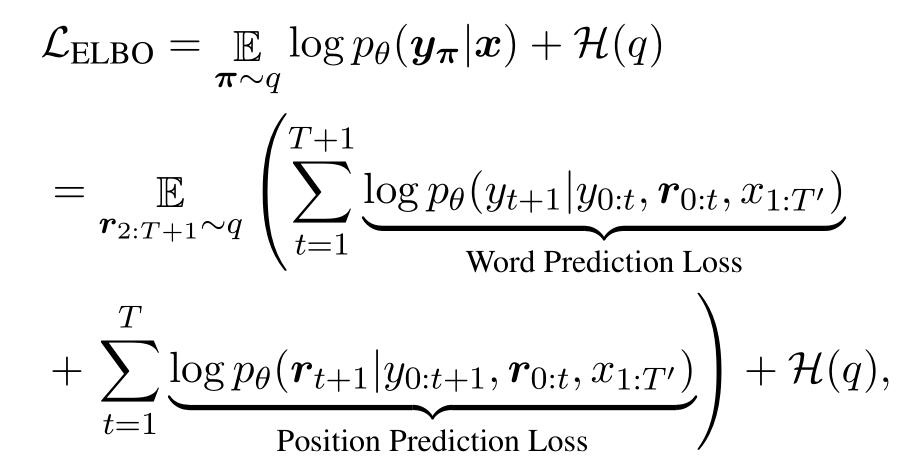 ℒ_ELBO = 𝔼_{π∼q} log p_θ(y_π|x) + ℋ(q)
= 𝔼_{r_{2:T+1}∼q} ( ∑_{t=1}^{T+1} log p_θ(y_{t+1}|y_{0:t}, r_{0:t}, x_{1:T′})
Word Prediction Loss
+ ∑_{t=1}^{T} log p_θ(r_{t+1}|y_{0:t+1}, r_{0:t}, x_{1:T′}) ) + ℋ(q),
Position Prediction Loss